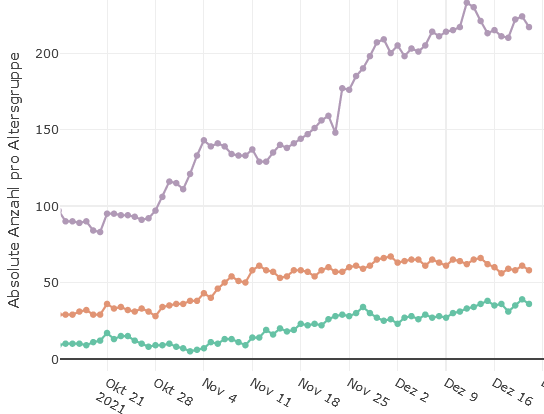 Absolute Anzahl pro Altersgruppe
200
150
100
50
0
Okt 21
2021
Okt 28
Nov 4
Nov 11
Nov 18
Nov 25
Dez 2
Dez 9
Dez 16